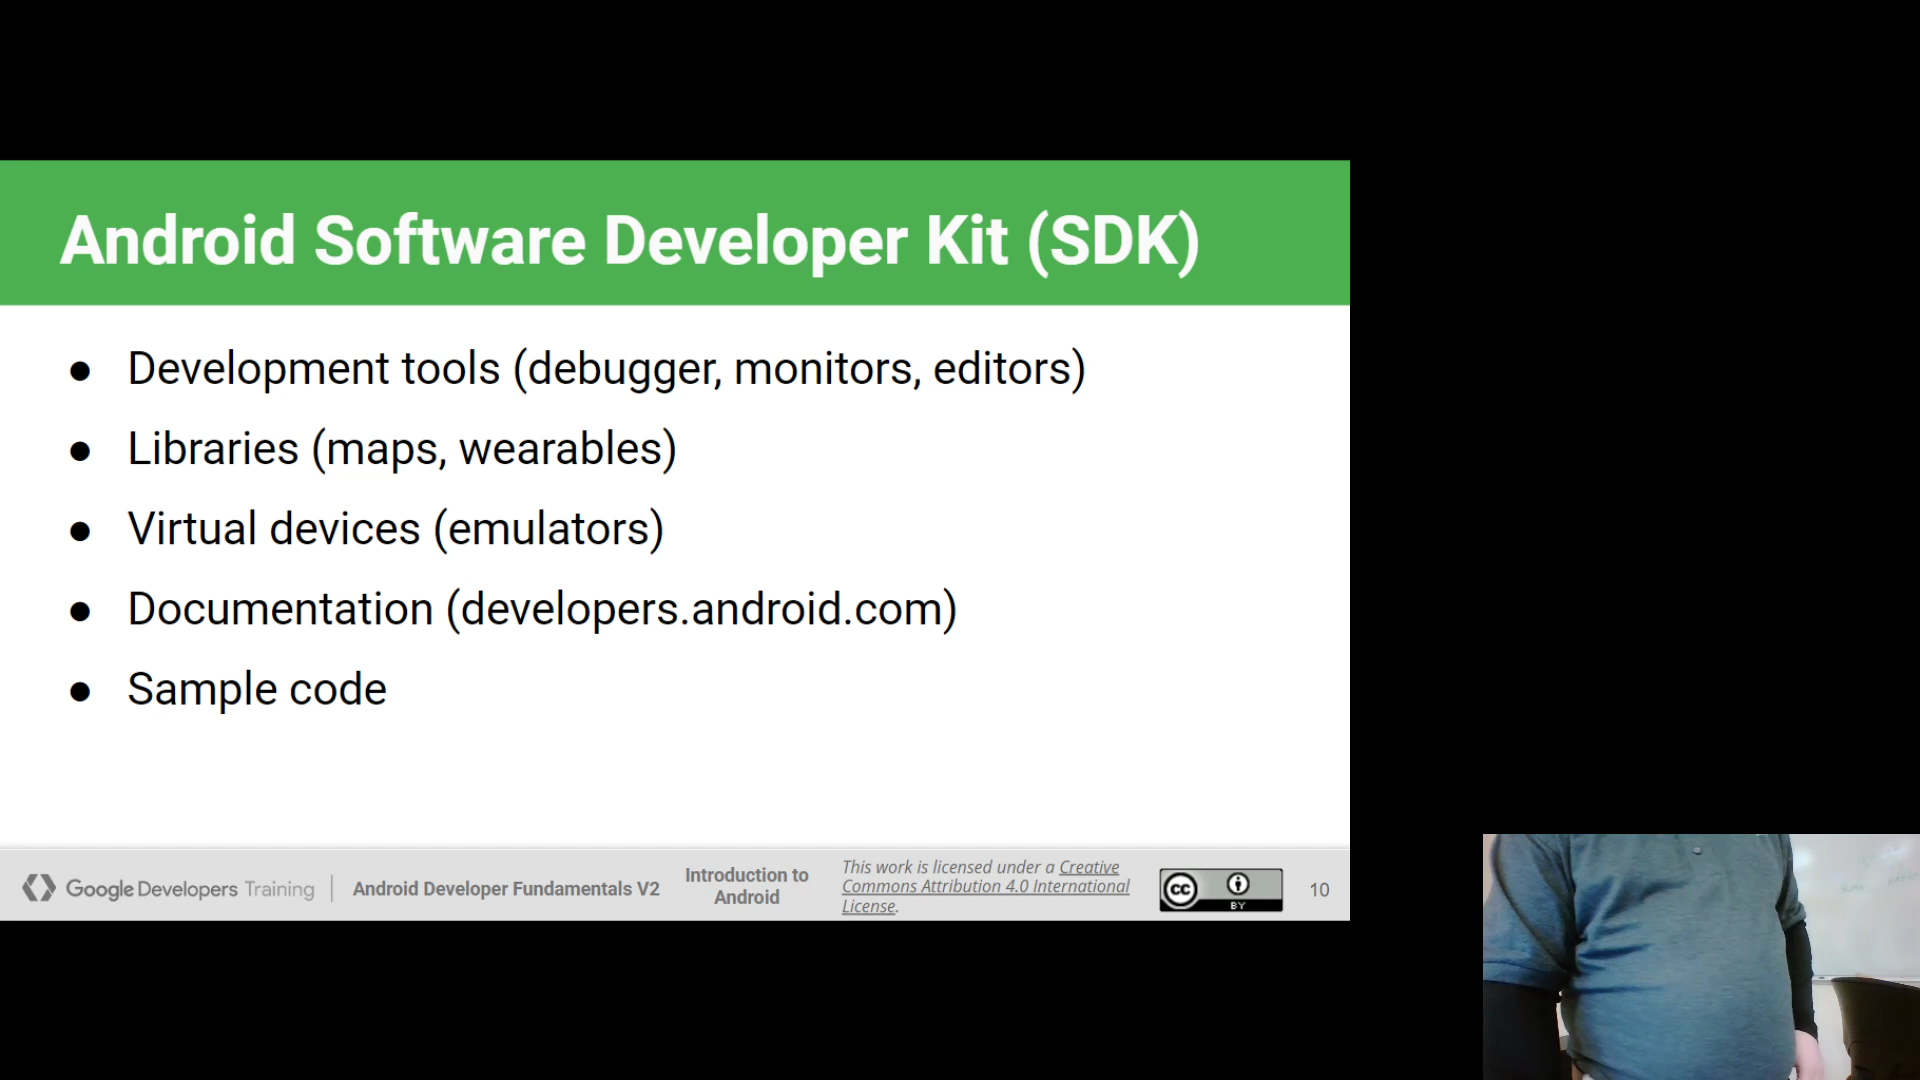 Android Software Developer Kit (SDK)
● Development tools (debugger, monitors, editors)
● Libraries (maps, wearables)
● Virtual devices (emulators)
● Documentation (developers.android.com)
● Sample code
Google Developers Training
Android Developer Fundamentals V2
Introduction to
Android
This work is licensed under a Creative
Commons Attribution 4.0 International
License.
cc
BY
10